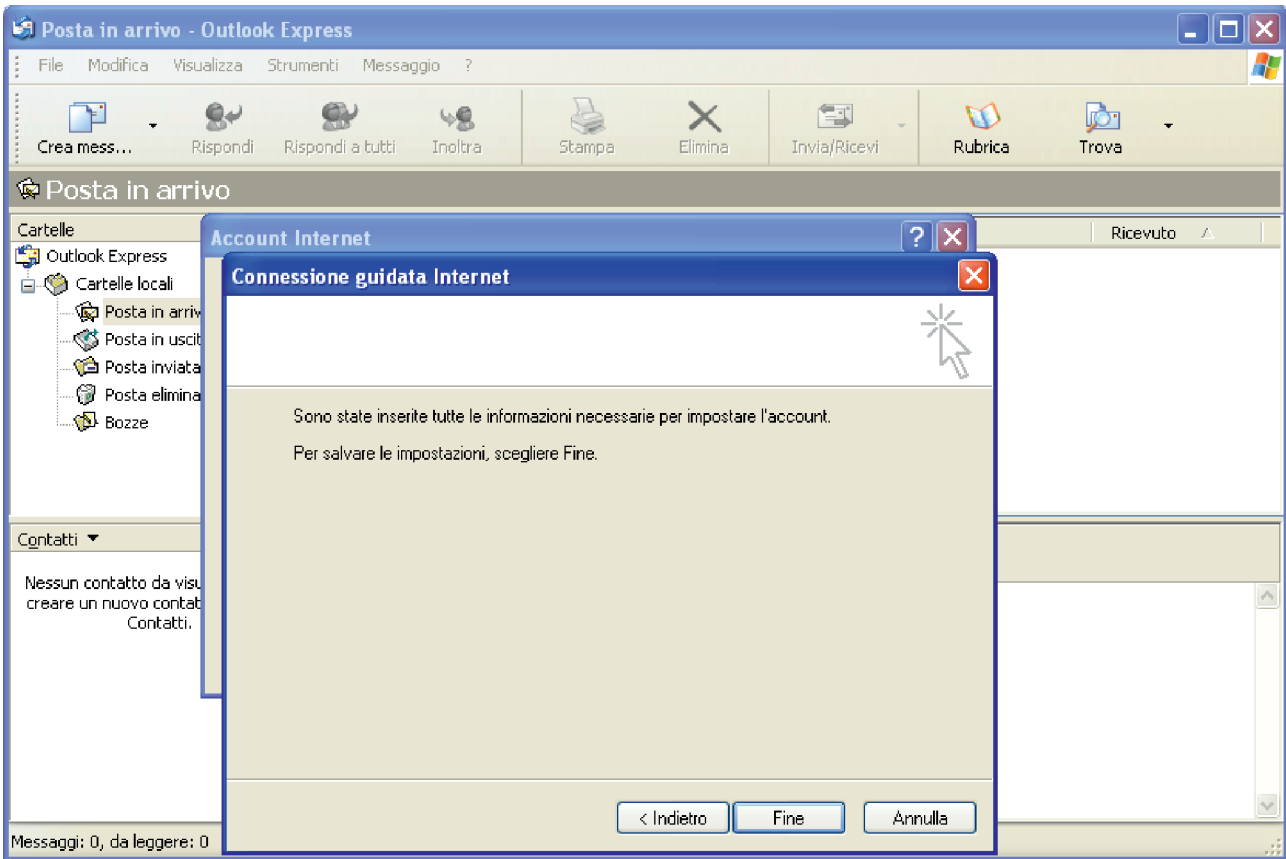 Posta in arrivo - Outlook Express
File Modifica Visualizza Strumenti Messaggio ?
Crea mess... Rispondi Rispondi a tutti Inoltra Stampa Elimina Invia/Ricevi Rubrica Trova
Posta in arrivo
Cartelle
Ricevuto
Outlook Express
Cartelle locali
Posta in arriv
Posta in uscit
Posta inviata
Posta elimina
Bozze
Contatti
Nessun contatto da visu
creare un nuovo contat
Contatti.
Messaggi: 0, da leggere: 0
Account Internet
?
Connessione guidata Internet
Sono state inserite tutte le informazioni necessarie per impostare l'account.
Per salvare le impostazioni, scegliere Fine.
< Indietro Fine Annulla